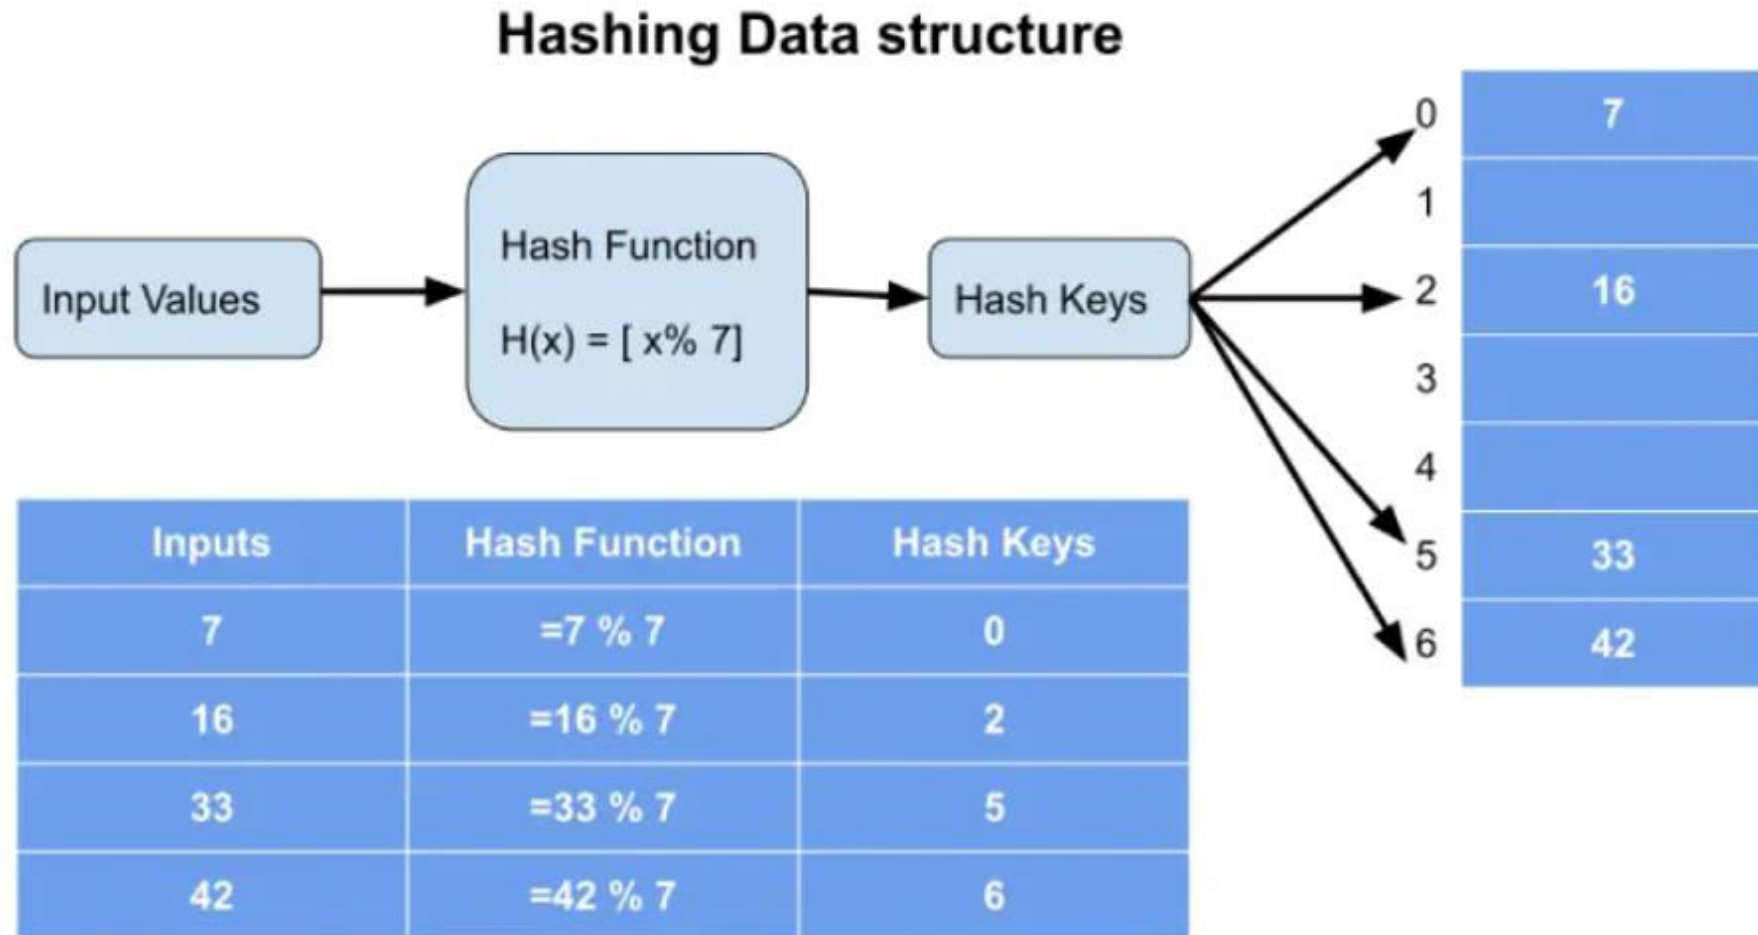 Hashing Data structure
Input Values
Hash Function
H(x) = [ x% 7]
Hash Keys
0 7
1
2 16
3
4
5 33
6 42
Inputs Hash Function Hash Keys
7 =7 % 7 0
16 =16 % 7 2
33 =33 % 7 5
42 =42 % 7 6